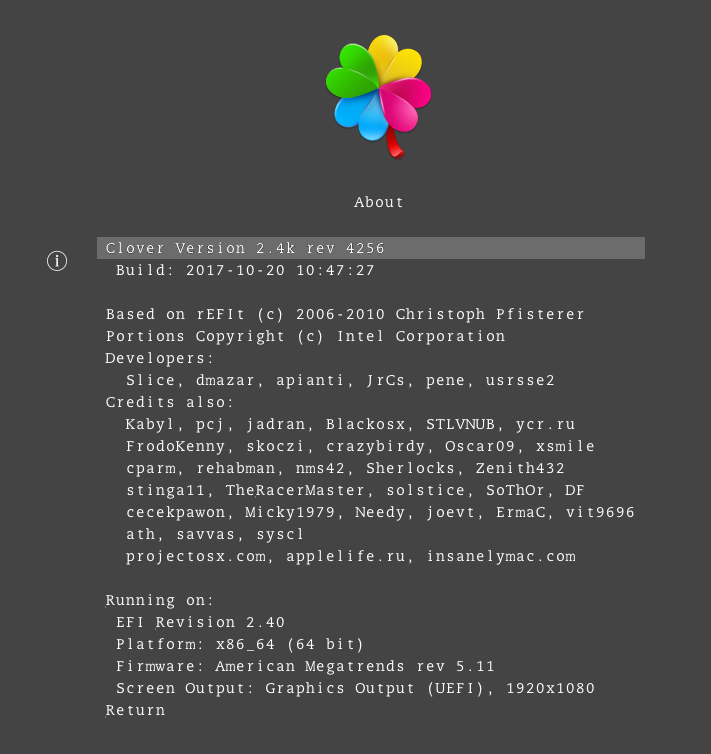 About
Clover Version 2.4k rev 4256
Build: 2017-10-20 10:47:27
Based on rEFIt (c) 2006-2010 Christoph Pfisterer
Portions Copyright (c) Intel Corporation
Developers:
Slice, dmazar, apianti, JrCs, pene, usrsse2
Credits also:
Kabyl, pcj, jadran, Blackosx, STLVNUB, ycr.ru
FrodoKenny, skoczi, crazybirdy, Oscar09, xsmile
cparm, rehabman, nms42, Sherlocks, Zenith432
stinga11, TheRacerMaster, solstice, SoThOr, DF
cecekpawon, Micky1979, Needy, joevt, ErmaC, vit9696
ath, savvas, syscl
projectosx.com, applelife.ru, insanelymac.com
Running on:
EFI Revision 2.40
Platform: x86_64 (64 bit)
Firmware: American Megatrends rev 5.11
Screen Output: Graphics Output (UEFI), 1920x1080
Return